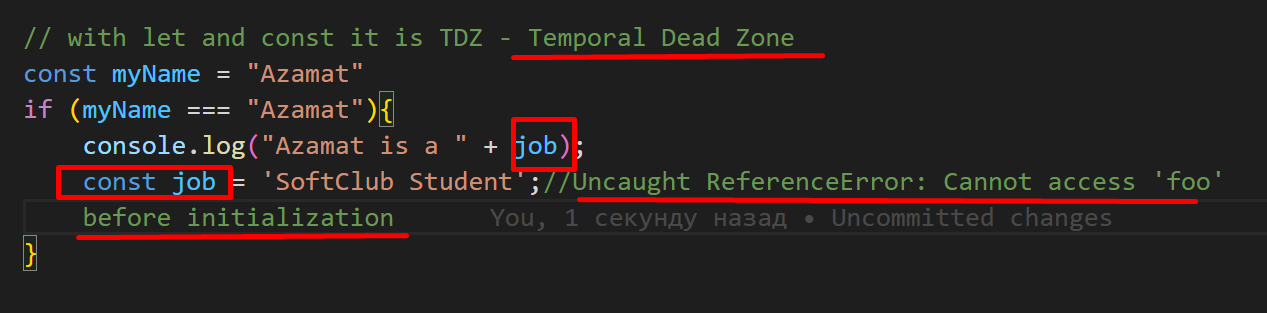 // with let and const it is TDZ - Temporal Dead Zone
const myName = "Azamat"
if (myName === "Azamat"){
console.log("Azamat is a " + job);
const job = 'SoftClub Student';//Uncaught ReferenceError: Cannot access 'foo'
before initialization You, 1 секунду назад • Uncommitted changes
}